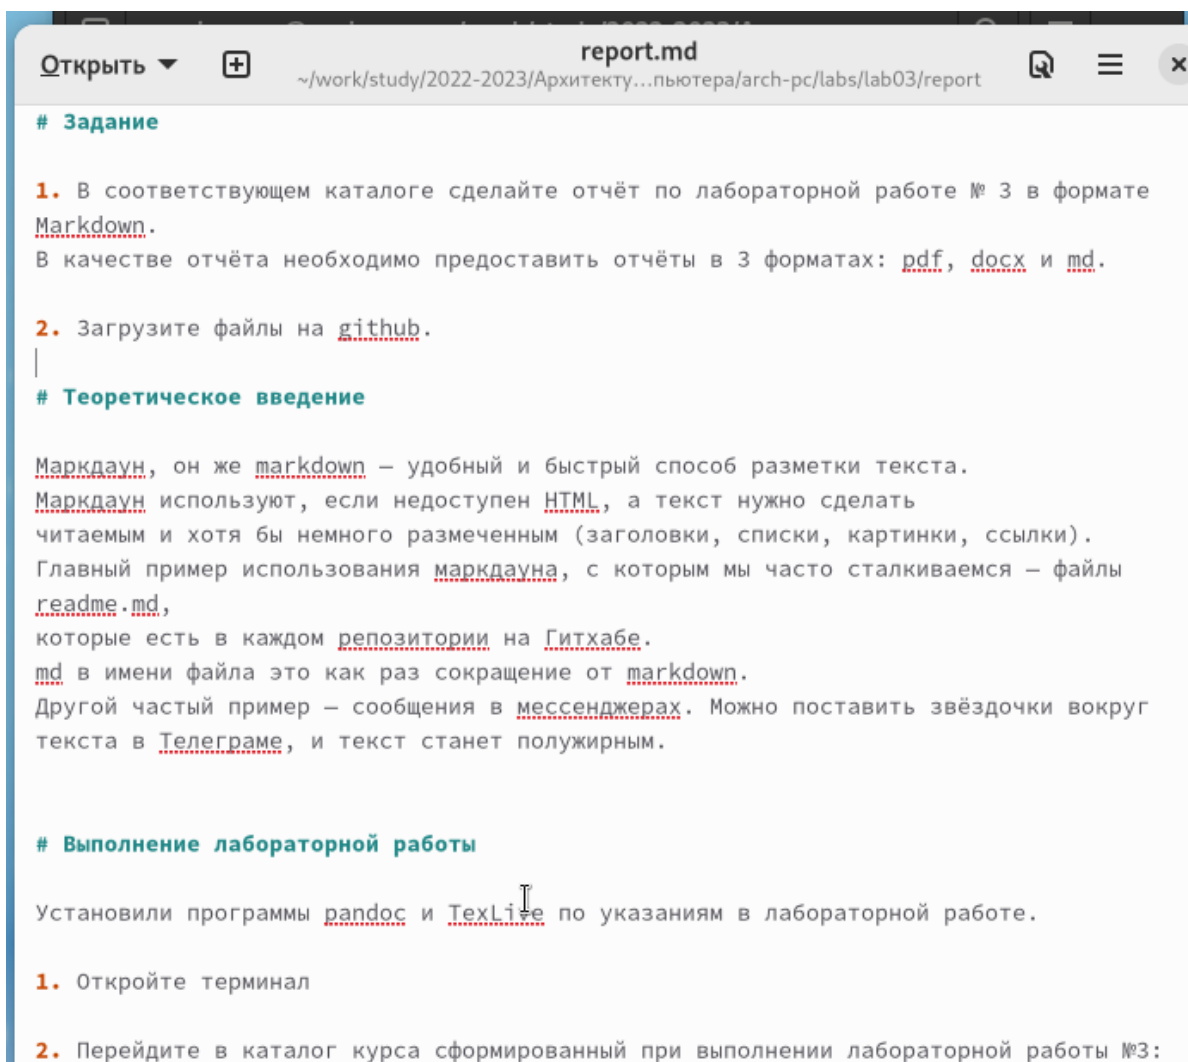 Открыть
report.md
~/work/study/2022-2023/Архитекту...пьютера/arch-pc/labs/lab03/report
# Задание
1. В соответствующем каталоге сделайте отчёт по лабораторной работе № 3 в формате
Markdown.
В качестве отчёта необходимо предоставить отчёты в 3 форматах: pdf, docx и md.
2. Загрузите файлы на github.
# Теоретическое введение
Маркдаун, он же markdown — удобный и быстрый способ разметки текста.
Маркдаун используют, если недоступен HTML, а текст нужно сделать
читаемым и хотя бы немного размеченным (заголовки, списки, картинки, ссылки).
Главный пример использования маркдауна, с которым мы часто сталкиваемся — файлы
readme.md,
которые есть в каждом репозитории на Гитхабе.
md в имени файла это как раз сокращение от markdown.
Другой частый пример — сообщения в мессенджерах. Можно поставить звёздочки вокруг
текста в Телеграме, и текст станет полужирным.
# Выполнение лабораторной работы
Установили программы pandoc и TexLive по указаниям в лабораторной работе.
1. Откройте терминал
2. Перейдите в каталог курса сформированный при выполнении лабораторной работы №3: